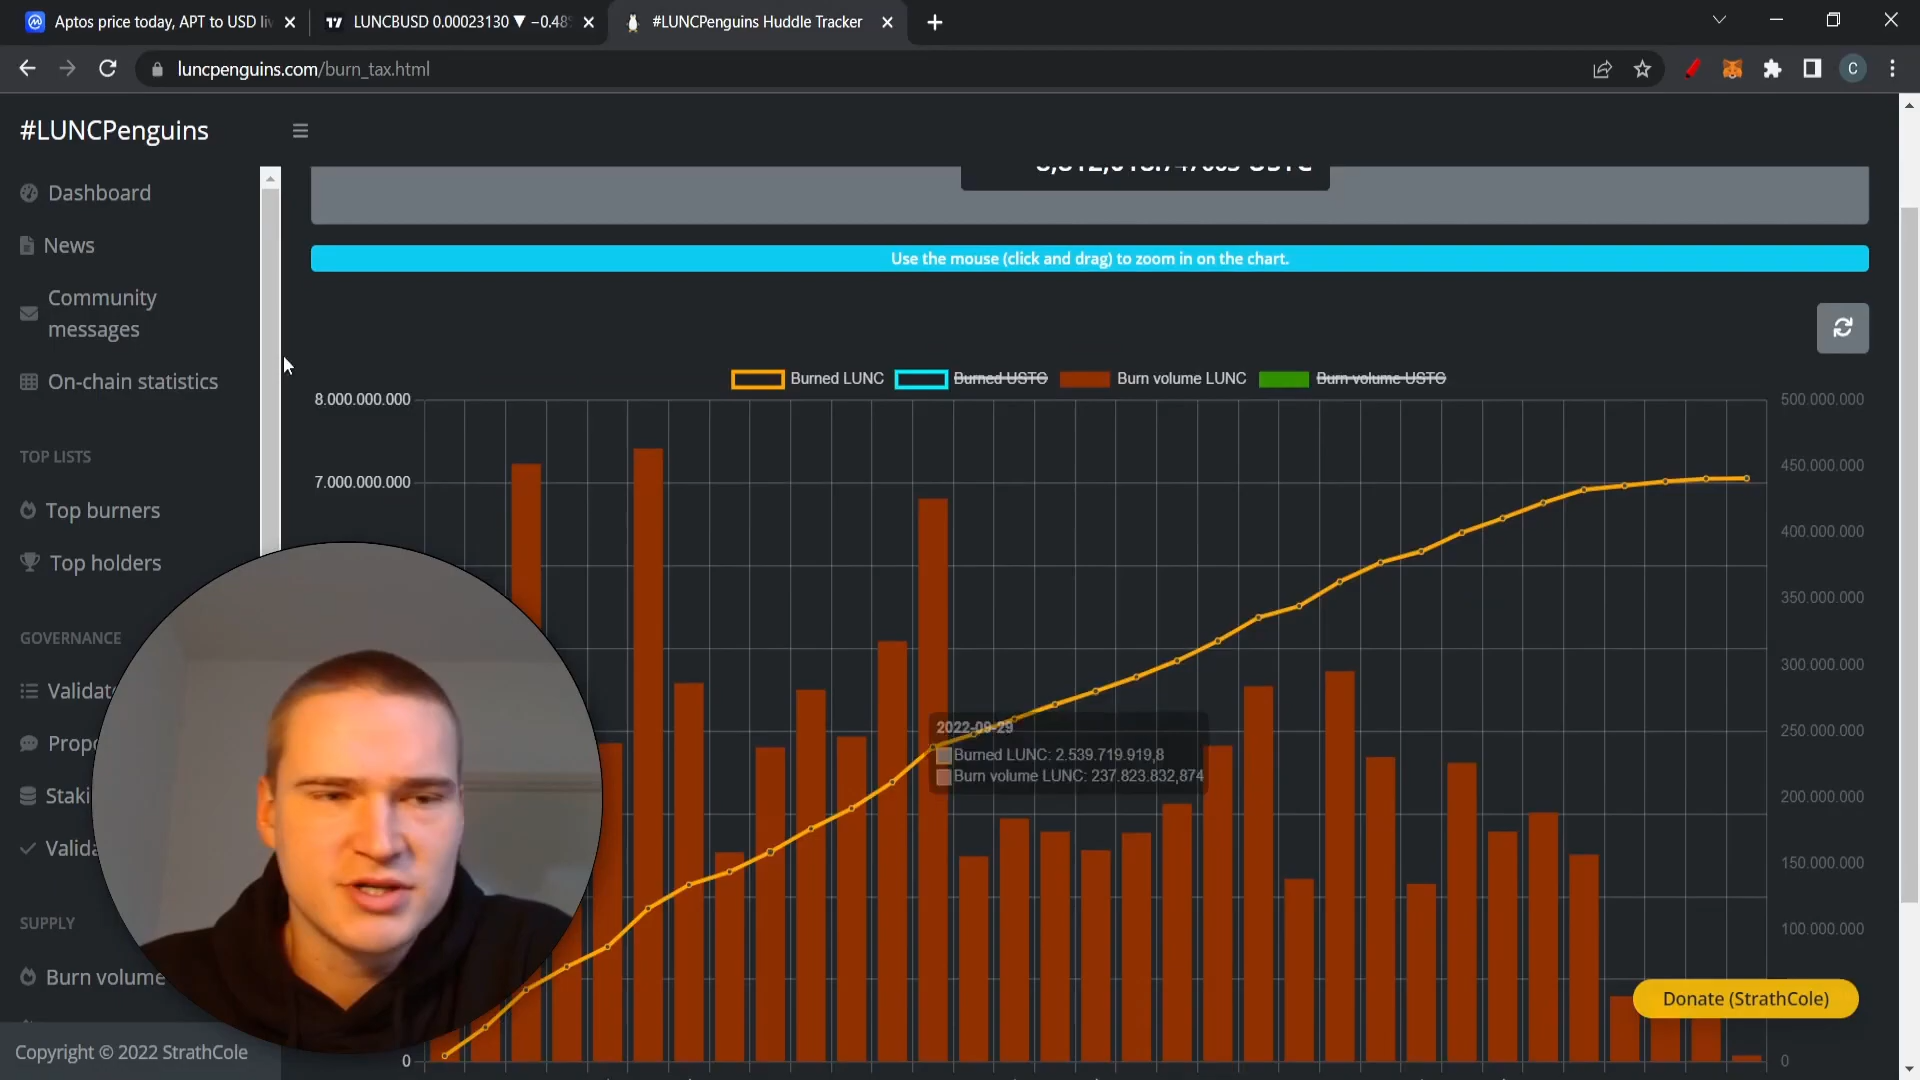 Aptos price today, APT to USD li
LUNCBUSD 0.00023130 ▼ −0.48
#LUNCPenguins Huddle Tracker
luncpenguins.com/burn_tax.html
C
#LUNCPenguins
Dashboard
News
Community
messages
On-chain statistics
TOP LISTS
Top burners
Top holders
GOVERNANCE
Validat
Propo
Staki
Valida
SUPPLY
Burn volume
Copyright © 2022 StrathCole
Use the mouse (click and drag) to zoom in on the chart.
Burned LUNC
Burned USTC
Burn volume LUNC
Burn volume USTC
8.000.000.000
7.000.000.000
0
500.000.000
450.000.000
400.000.000
350.000.000
300.000.000
250.000.000
200.000.000
150.000.000
100.000.000
0
2022-09-29
Burned LUNC: 2.539.719.919,8
Burn volume LUNC: 237.823.832,874
Donate (StrathCole)